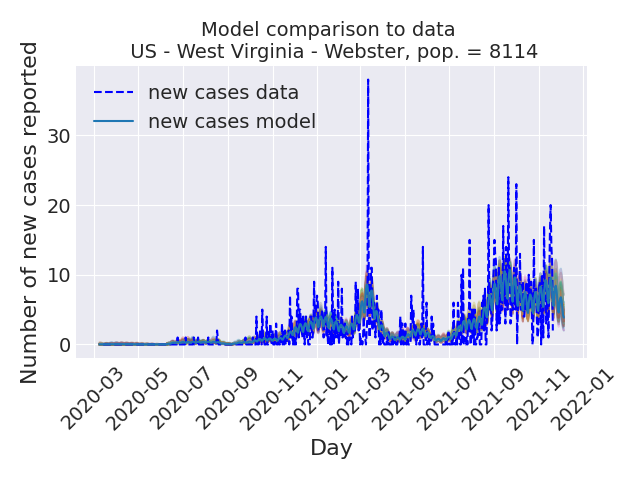 Model comparison to data
US - West Virginia - Webster, pop. = 8114
new cases data
new cases model
Number of new cases reported
30
20
10
0
2020-03
2020-05
2020-07
2020-09
2020-11
2021-01
2021-03
2021-05
2021-07
2021-09
2021-11
2022-01
Day